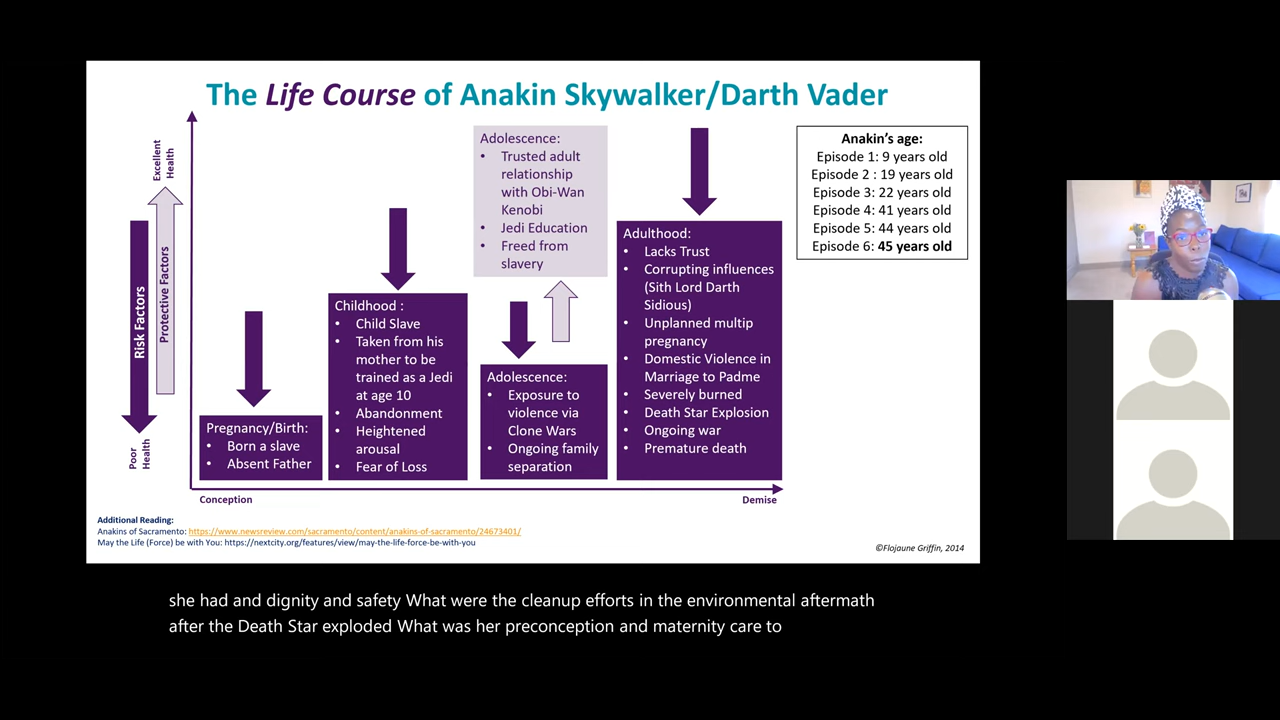 The Life Course of Anakin Skywalker/Darth Vader
Excellent
Health
Risk Factors
Protective Factors
Poor
Health
Pregnancy/Birth:
• Born a slave
• Absent Father
Childhood :
• Child Slave
• Taken from his
mother to be
trained as a Jedi
at age 10
• Abandonment
• Heightened
arousal
• Fear of Loss
Adolescence:
• Trusted adult
relationship
with Obi-Wan
Kenobi
• Jedi Education
• Freed from
slavery
Adolescence:
• Exposure to
violence via
Clone Wars
• Ongoing family
separation
Adulthood:
• Lacks Trust
• Corrupting influences
(Sith Lord Darth
Sidious)
• Unplanned multip
pregnancy
• Domestic Violence in
Marriage to Padme
• Severely burned
• Death Star Explosion
• Ongoing war
• Premature death
Anakin's age:
Episode 1: 9 years old
Episode 2 : 19 years old
Episode 3: 22 years old
Episode 4: 41 years old
Episode 5: 44 years old
Episode 6: 45 years old
Conception
Demise
Additional Reading:
Anakins of Sacramento: https://www.newsreview.com/sacramento/content/anakins-of-sacramento/24673401/
May the Life (Force) be with You: https://nextcity.org/features/view/may-the-life-force-be-with-you
©Flojaune Griffin, 2014
she had and dignity and safety What were the cleanup efforts in the environmental aftermath
after the Death Star exploded What was her preconception and maternity care to